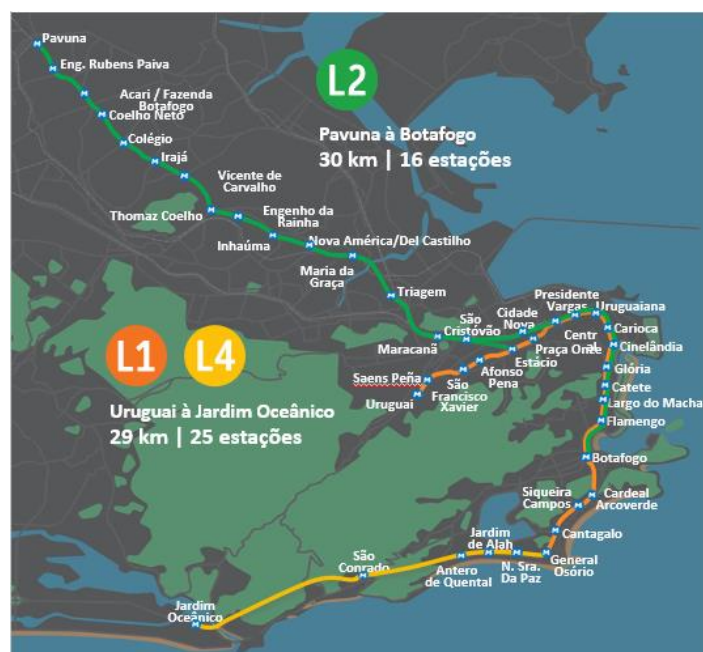 Pavuna
Eng. Rubens Paiva
Acari / Fazenda
Botafogo
Coelho Neto
Colégio
Irajá
Vicente de
Carvalho
Thomaz Coelho
Engenho da
Rainha
Inhaúma
Nova América/Del Castilho
Maria da
Graça
Triagem
L2
Pavuna à Botafogo
30 km | 16 estações
Maracanã
São
Cristóvão
Cidade
Nova
Presidente
Vargas
Uruguaiana
Centr
al
Praça Onze
Carioca
Cinelândia
Estácio
Afonso
Pena
São
Francisco
Xavier
Saens Peña
Uruguai
Glória
Catete
Largo do Macha
Flamengo
Botafogo
L1
L4
Uruguai à Jardim Oceânico
29 km | 25 estações
Cardeal
Arcoverde
Siqueira
Campos
Cantagalo
General
Osório
N. Sra.
Da Paz
Jardim
de Alah
Antero
de Quental
São
Conrado
Jardim
Oceânico